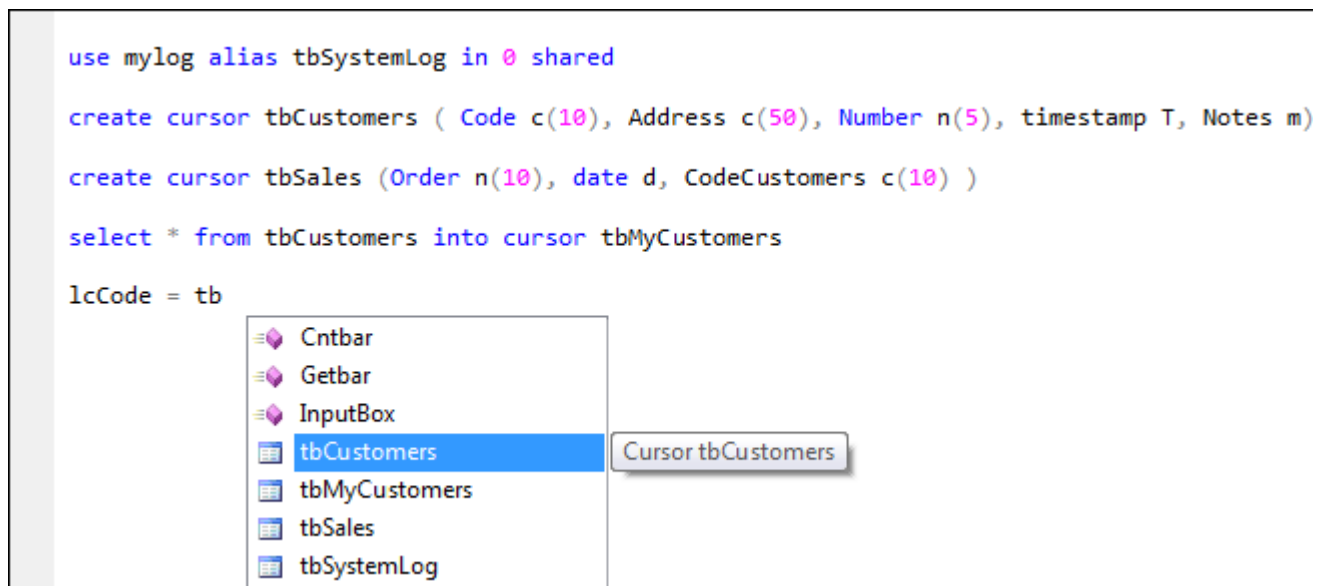 use mylog alias tbSystemLog in 0 shared
create cursor tbCustomers ( Code c(10), Address c(50), Number n(5), timestamp T, Notes m)
create cursor tbSales (Order n(10), date d, CodeCustomers c(10) )
select * from tbCustomers into cursor tbMyCustomers
lcCode = tb
Cntbar
Getbar
InputBox
tbCustomers Cursor tbCustomers
tbMyCustomers
tbSales
tbSystemLog